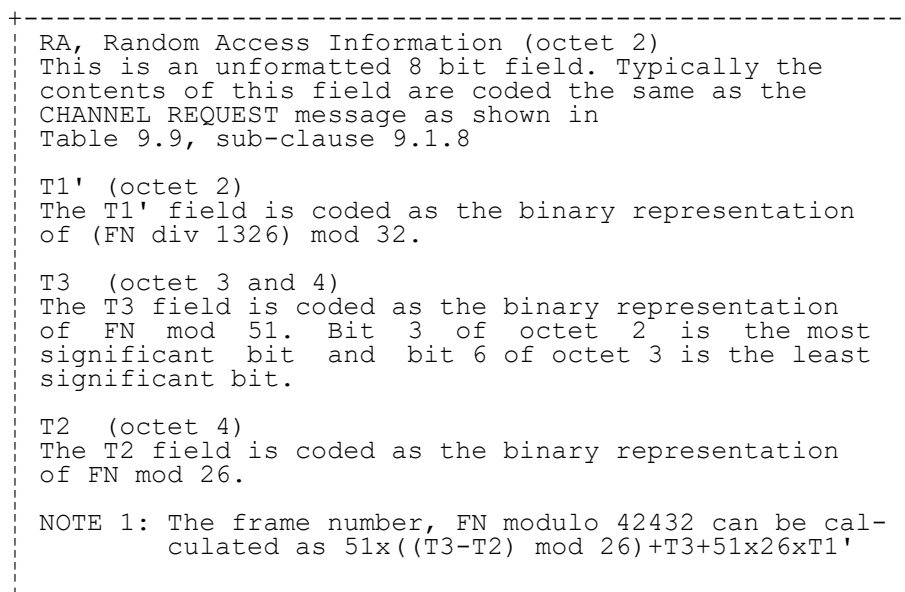 RA, Random Access Information (octet 2)
This is an unformatted 8 bit field. Typically the
contents of this field are coded the same as the
CHANNEL REQUEST message as shown in
Table 9.9, sub-clause 9.1.8
T1' (octet 2)
The T1' field is coded as the binary representation
of (FN div 1326) mod 32.
T3 (octet 3 and 4)
The T3 field is coded as the binary representation
of FN mod 51. Bit 3 of octet 2 is the most
significant bit and bit 6 of octet 3 is the least
significant bit.
T2 (octet 4)
The T2 field is coded as the binary representation
of FN mod 26.
NOTE 1: The frame number, FN modulo 42432 can be cal-
culated as 51x((T3-T2) mod 26)+T3+51x26xT1'